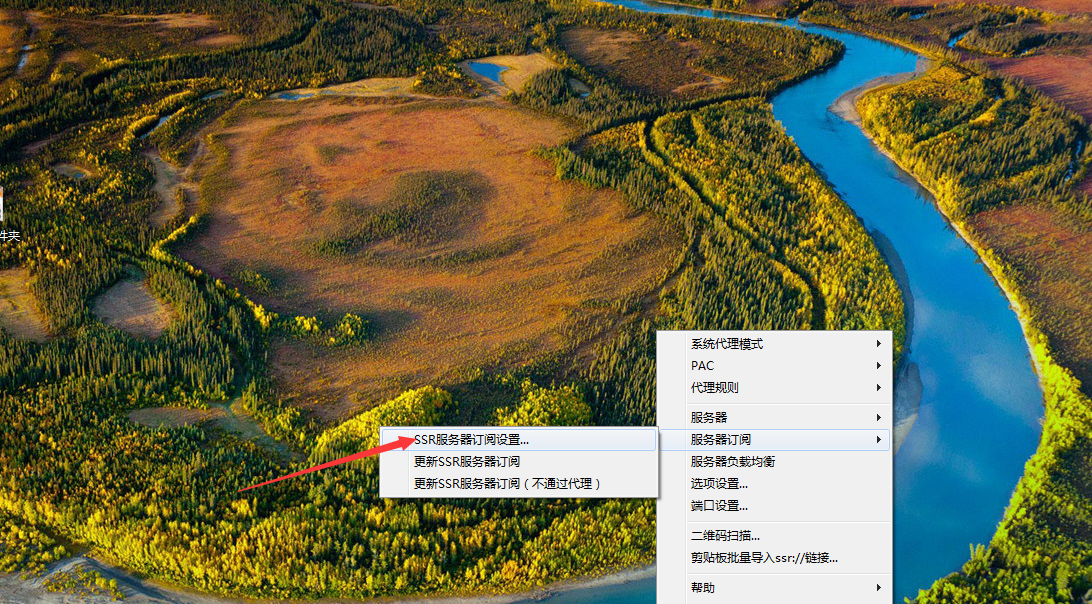 件夹
系统代理模式
PAC
代理规则
服务器
服务器订阅
服务器负载均衡
选项设置...
端口设置...
二维码扫描...
剪贴板批量导入ssr://链接...
帮助
SSR服务器订阅设置...
更新SSR服务器订阅
更新SSR服务器订阅（不通过代理）